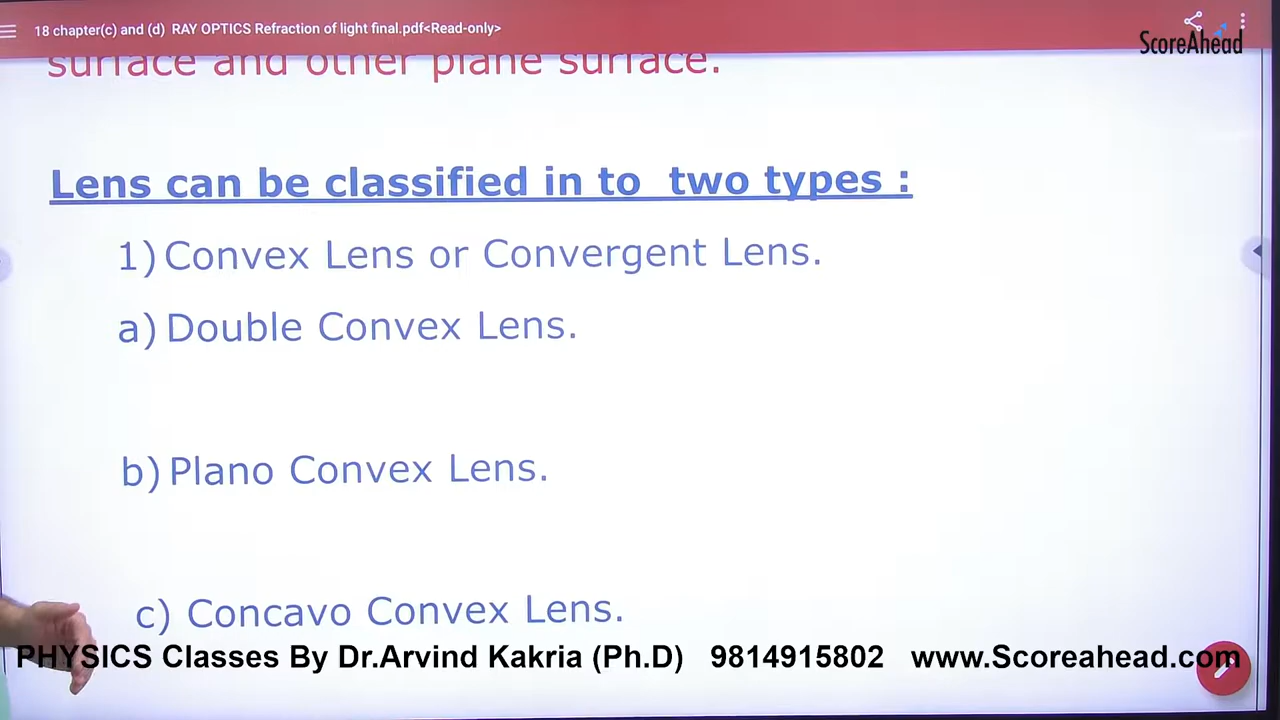 18 chapter(c) and (d) RAY OPTICS Refraction of light final.pdf<Read-only>
ScoreAhead
surface and other plane surface.
Lens can be classified in to two types :
1) Convex Lens or Convergent Lens.
a) Double Convex Lens.
b) Plano Convex Lens.
c) Concavo Convex Lens.
PHYSICS Classes By Dr.Arvind Kakria (Ph.D) 9814915802 www.Scoreahead.com